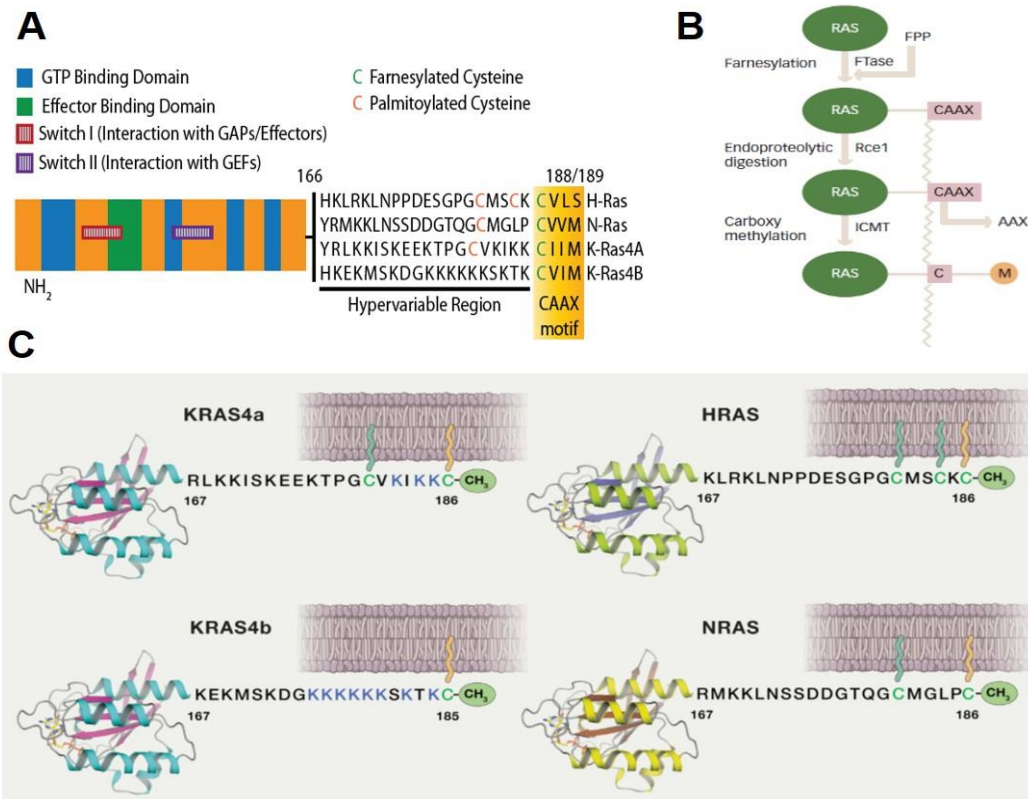 A
GTP Binding Domain
Effector Binding Domain
Switch I (Interaction with GAPs/Effectors)
Switch II (Interaction with GEFs)
C Farnesylated Cysteine
C Palmitoylated Cysteine
166
188/189
HKLRKLNPPDESGPGCMSCK CVLS H-Ras
YRMKKLNSSDDGTQGCMGLP CVVM N-Ras
YRLKKISKEEKTPGCVKIKK CIIM K-Ras4A
HKEKMSKDGKKKKKKSKTK CVIM K-Ras4B
NH2
Hypervariable Region
CAAX
motif
B
RAS
FPP
Farnesylation
FTase
RAS
CAAX
Endoproteolytic
digestion
Rce1
RAS
CAAX
Carboxy
methylation
ICMT
AAX
RAS
C
M
C
KRAS4a
RLKKISKEEKTPGCVKIKKC-CH3
167
186
HRAS
KLRKLNPPDESGPGCMSCKC-CH3
167
186
KRAS4b
KEKMSKDGKKKKKKSKTKC-CH3
167
185
NRAS
RMKKLNSSDDGTQGCMGLPC-CH3
167
186